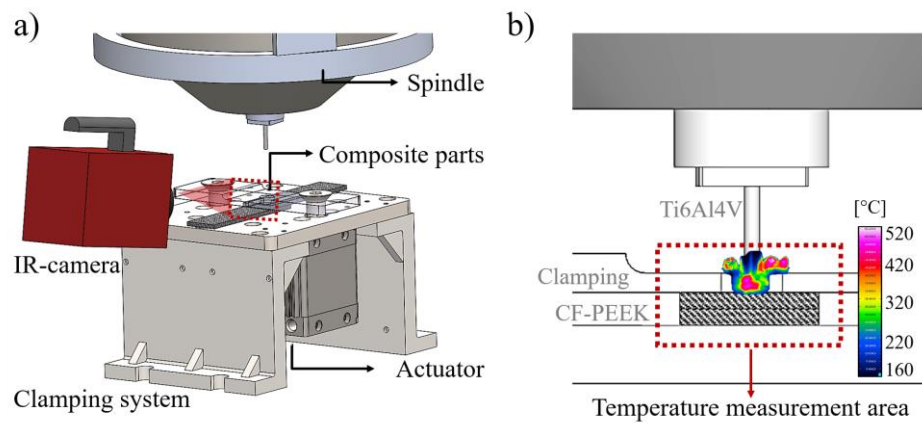 a)
Spindle
Composite parts
IR-camera
Actuator
Clamping system
b)
Ti6Al4V
[°C]
520
420
320
220
160
Clamping
CF-PEEK
Temperature measurement area